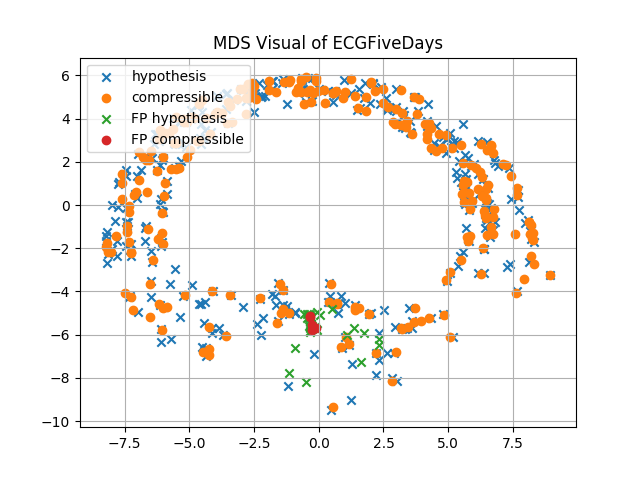 MDS Visual of ECGFiveDays
hypothesis
compressible
FP hypothesis
FP compressible
6
4
2
0
−2
−4
−6
−8
−10
−7.5 −5.0 −2.5 0.0 2.5 5.0 7.5